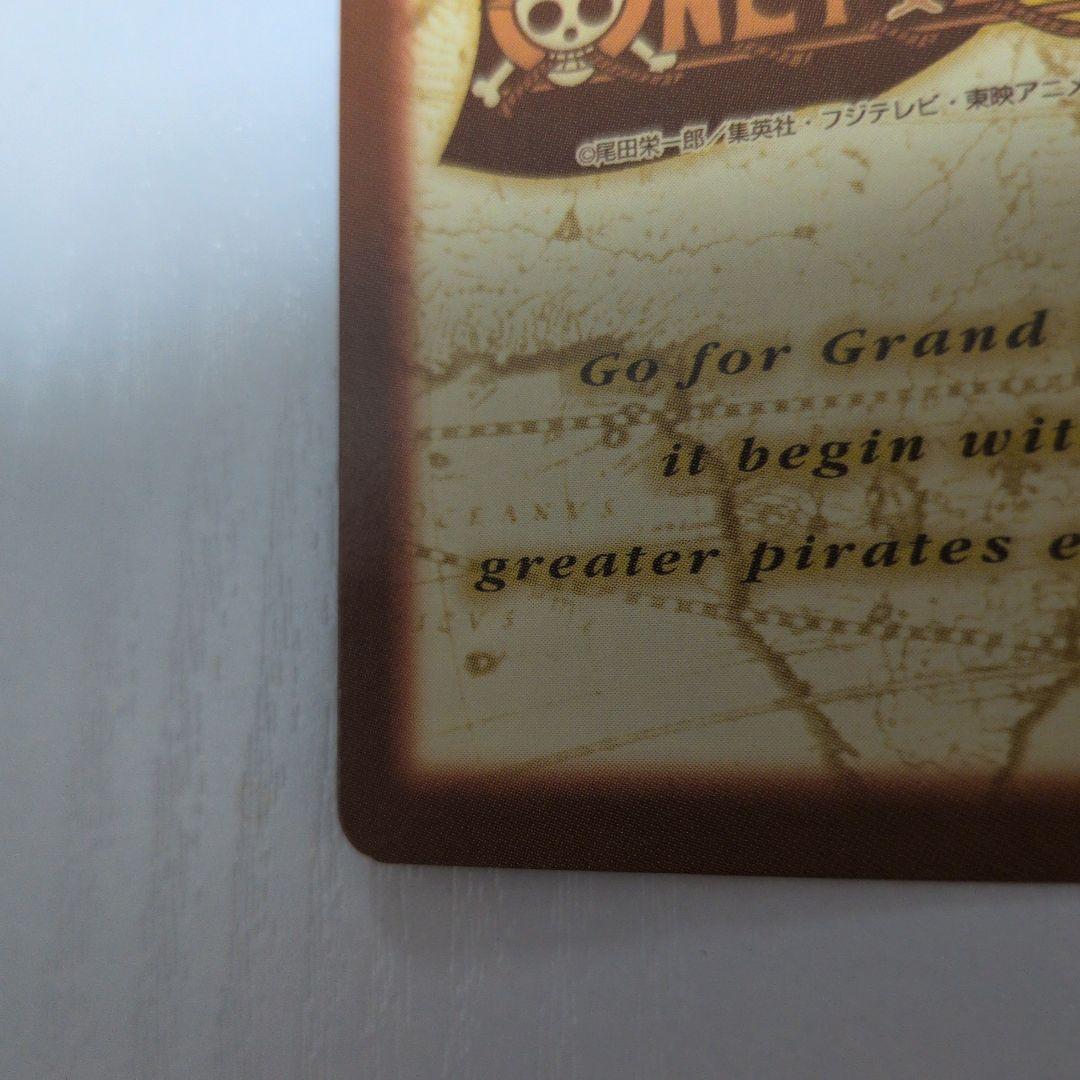 ONE P
©尾田栄一郎／集英社・フジテレビ・東映アニメ
Go for Grand
it begin wit
OCEANVS
greater pirates e